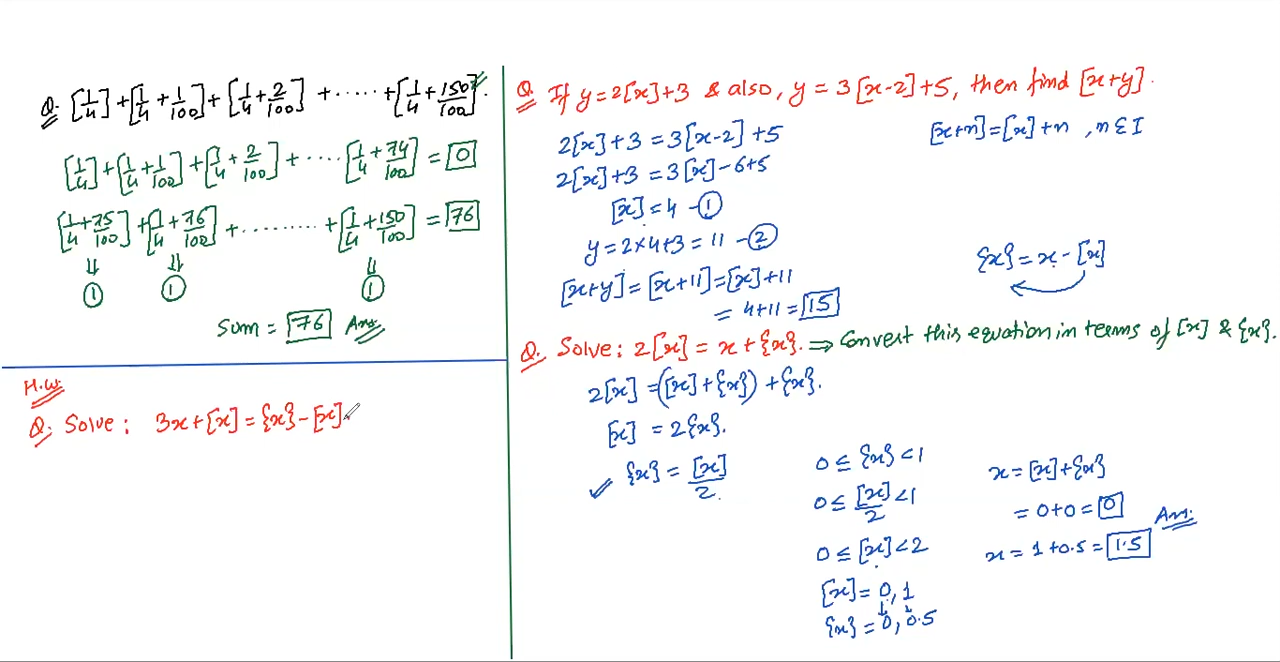 Q. [1/4]+[1/4+1/100]+[1/4+2/100] +.....+[1/4+150/100].
[1/4]+[1/4+1/100]+[1/4+2/100]+....[1/4+74/100]=0
[1/4+75/100]+[1/4+76/100]+.........+[1/4+150/100]=76
⇓ ⇓ ⇓
1 1 1
Sum = 76 Ans.
H.W.
Q. Solve: 3x+[x]={x}-[x]
Q If y=2[x]+3 & also, y=3[x-2]+5, then find [x+y].
2[x]+3=3[x-2]+5
[x+n]=[x]+n, n∈I
2[x]+3=3[x]-6+5
[x]=4 -1
y=2×4+3=11 -2
{x}=x-[x]
[x+y]=[x+11]=[x]+11
= 4+11=15
Q. Solve: 2[x]=x+{x}. ⇒ Convert this equation in terms of [x] & {x}.
2[x]=([x]+{x})+{x}.
[x] =2{x}.
✓ {x}=[x]/2.
0≤{x}<1
0≤[x]/2<1
0≤[x]<2
[x]=0,1
↓ ↓
{x}=0,0.5
x=[x]+{x}
=0+0=0
x=1+0.5=1.5 Ans.